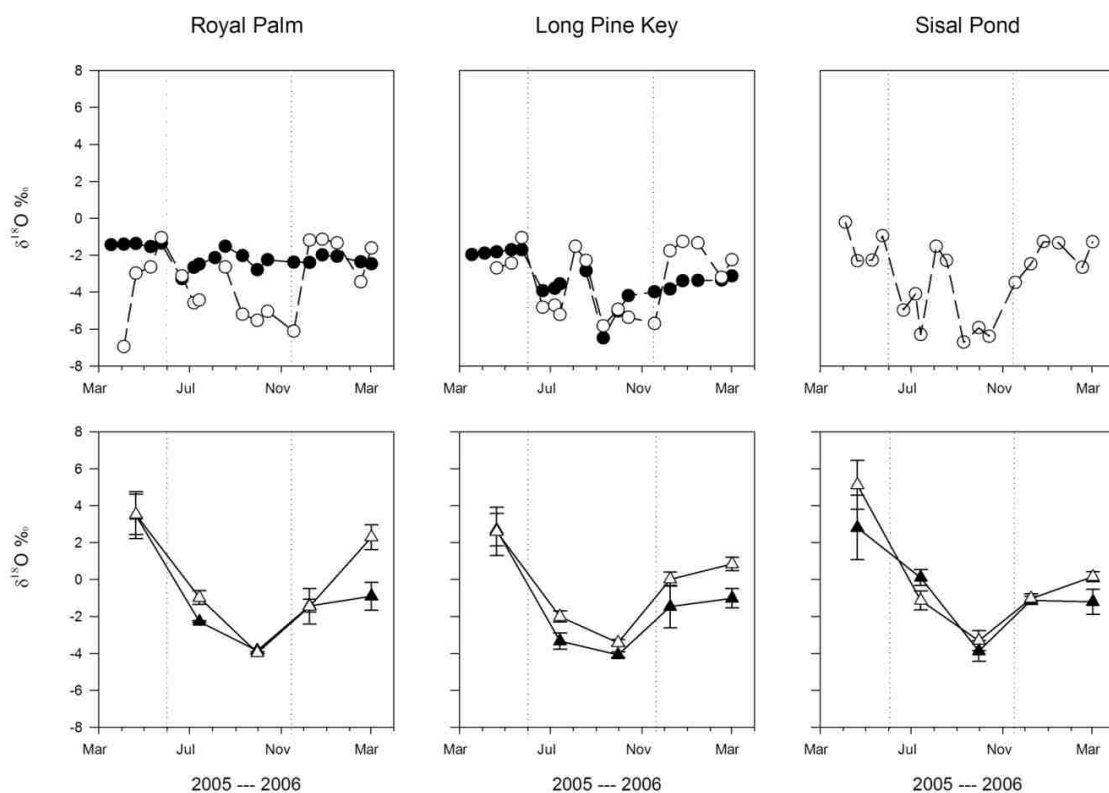 Royal Palm
Long Pine Key
Sisal Pond
8
6
4
2
0
-2
-4
-6
-8
δ18O ‰
Mar Jul Nov Mar
Mar Jul Nov Mar
Mar Jul Nov Mar
8
6
4
2
0
-2
-4
-6
-8
δ18O ‰
Mar Jul Nov Mar
Mar Jul Nov Mar
Mar Jul Nov Mar
2005 --- 2006
2005 --- 2006
2005 --- 2006